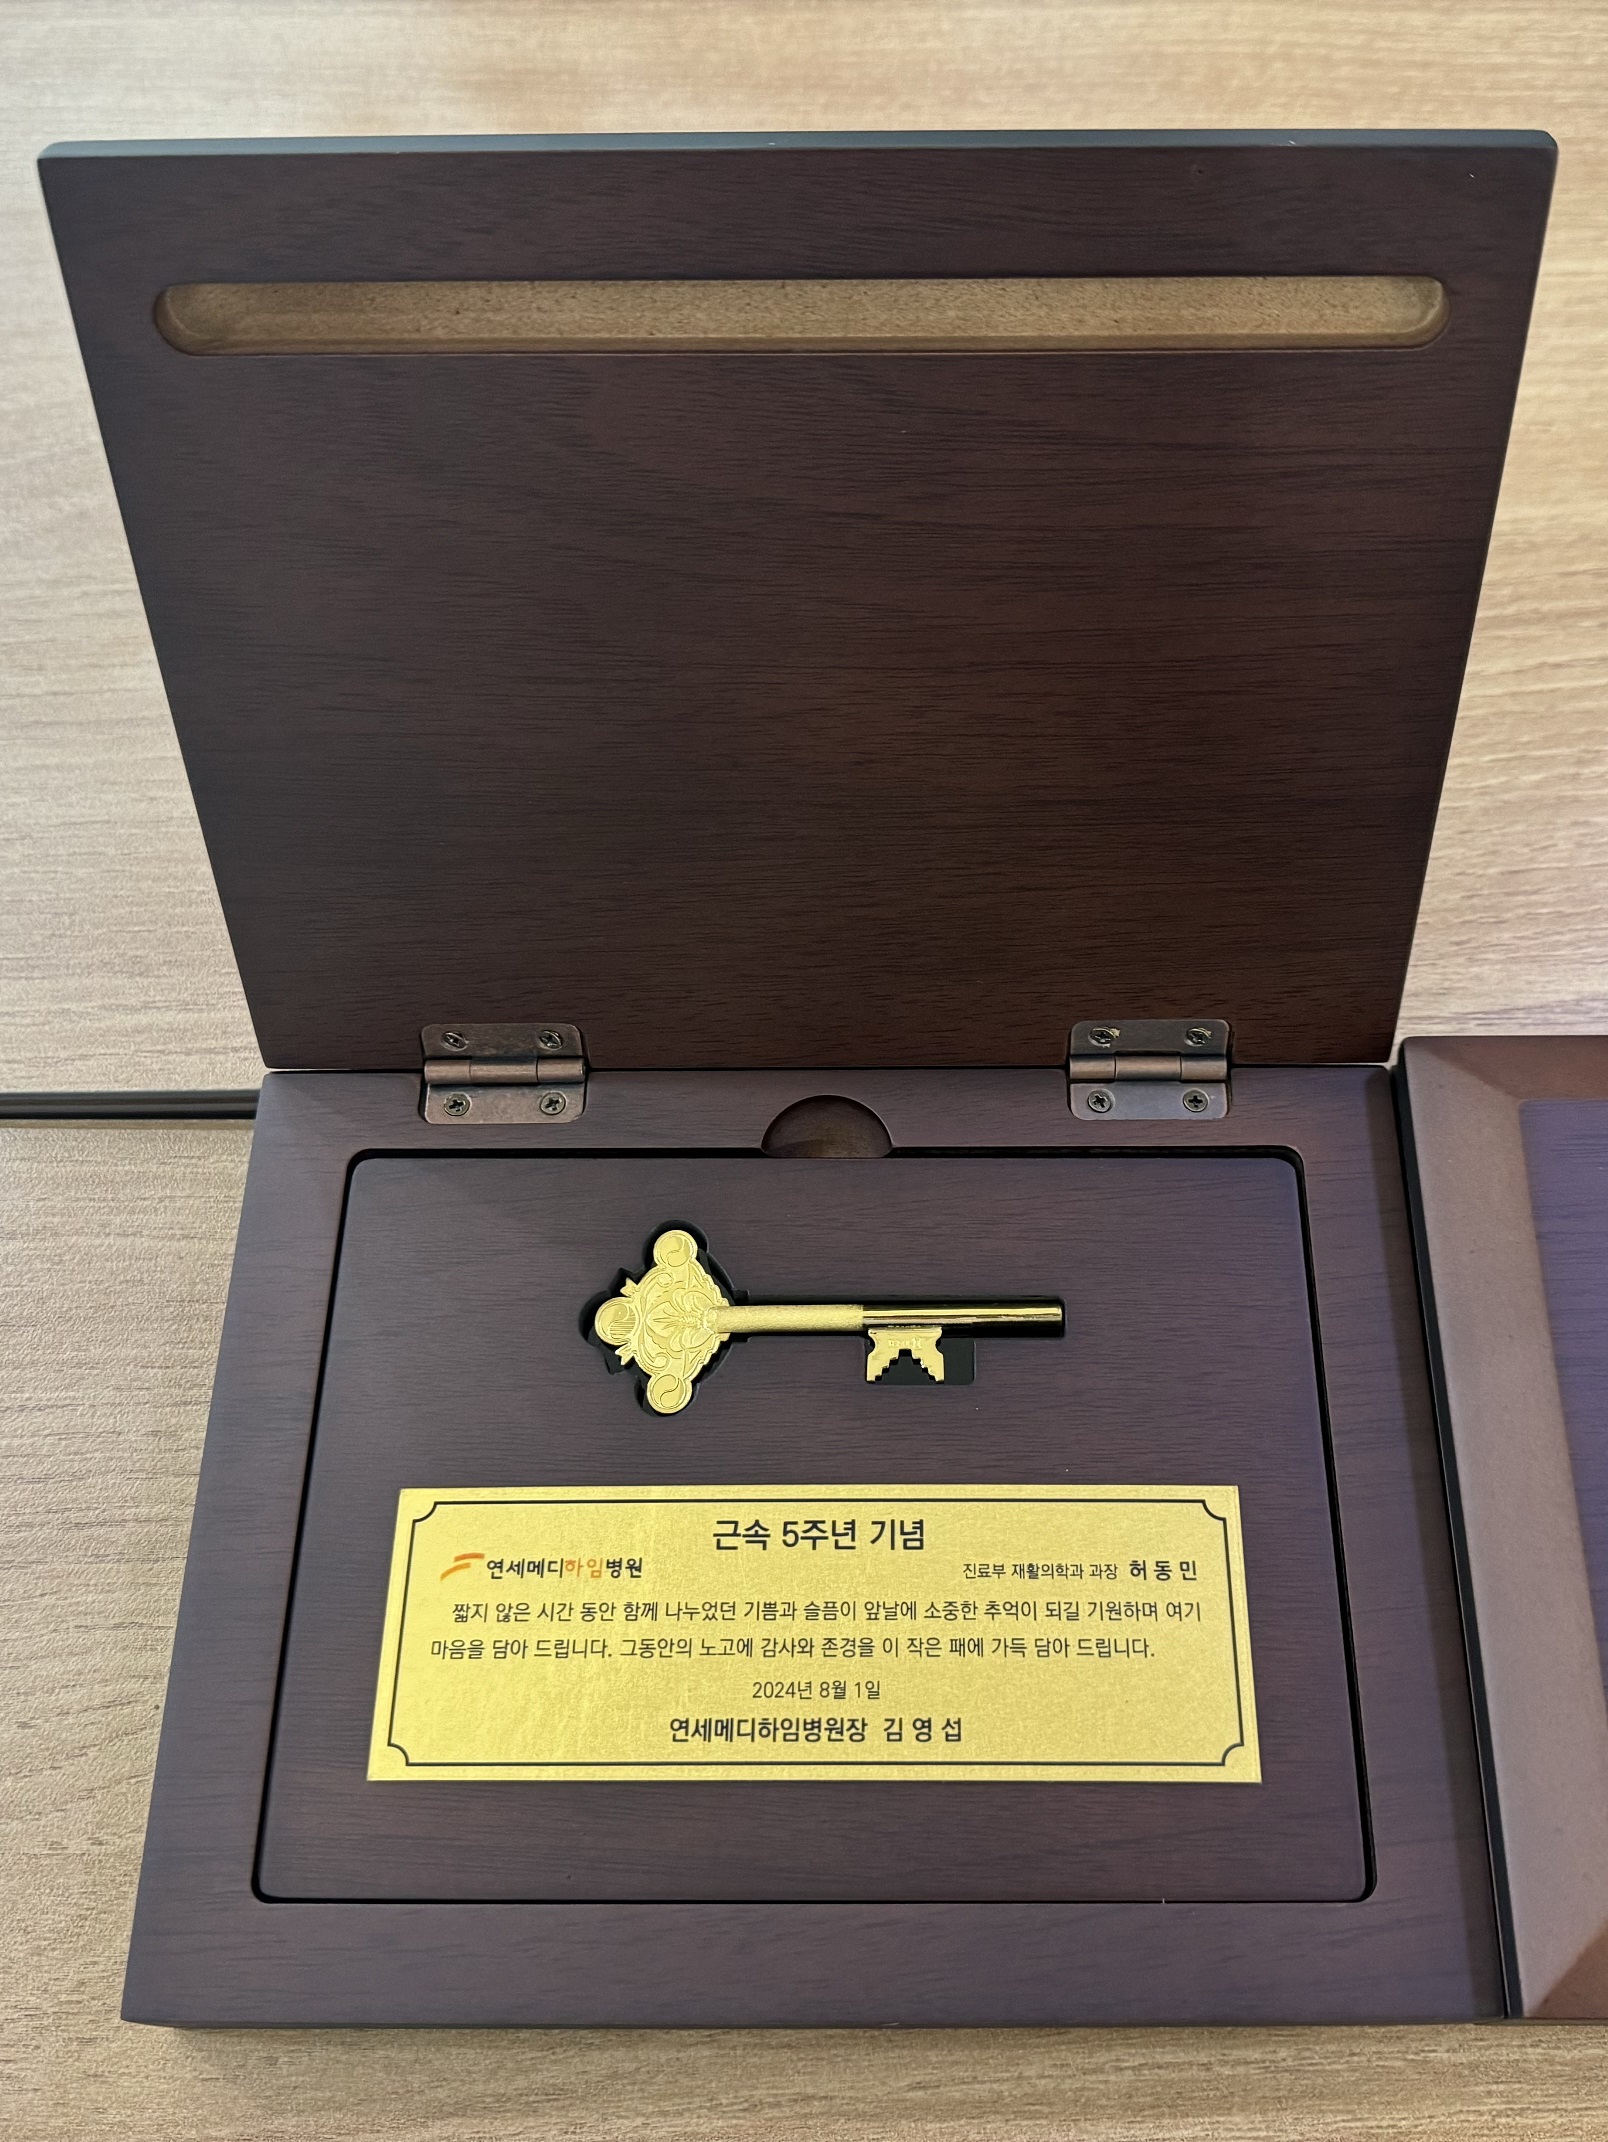 근속 5주년 기념
연세메디하임병원
진료부 재활의학과 과장 허동민
짧지 않은 시간 동안 함께 나누었던 기쁨과 슬픔이 앞날에 소중한 추억이 되길 기원하며 여기
마음을 담아 드립니다. 그동안의 노고에 감사와 존경을 이 작은 패에 가득 담아 드립니다.
2024년 8월 1일
연세메디하임병원장 김영섭